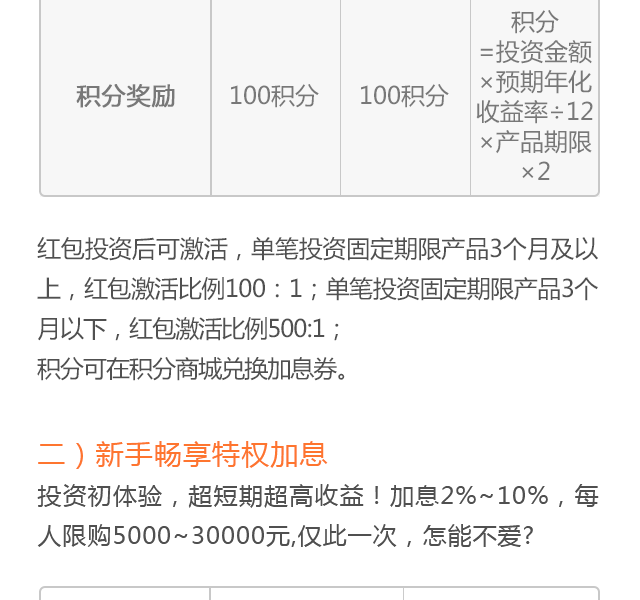 积分奖励
100积分
100积分
积分
=投资金额
×预期年化
收益率÷12
×产品期限
×2
红包投资后可激活，单笔投资固定期限产品3个月及以
上，红包激活比例100：1；单笔投资固定期限产品3个
月以下，红包激活比例500:1；
积分可在积分商城兑换加息券。
二）新手畅享特权加息
投资初体验，超短期超高收益！加息2%~10%，每
人限购5000~30000元,仅此一次，怎能不爱?